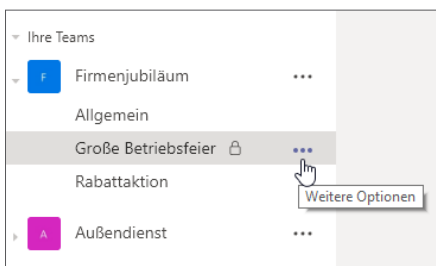 Ihre Teams
F Firmenjubiläum ...
Allgemein
Große Betriebsfeier ...
Rabattaktion
Weitere Optionen
A Außendienst ...